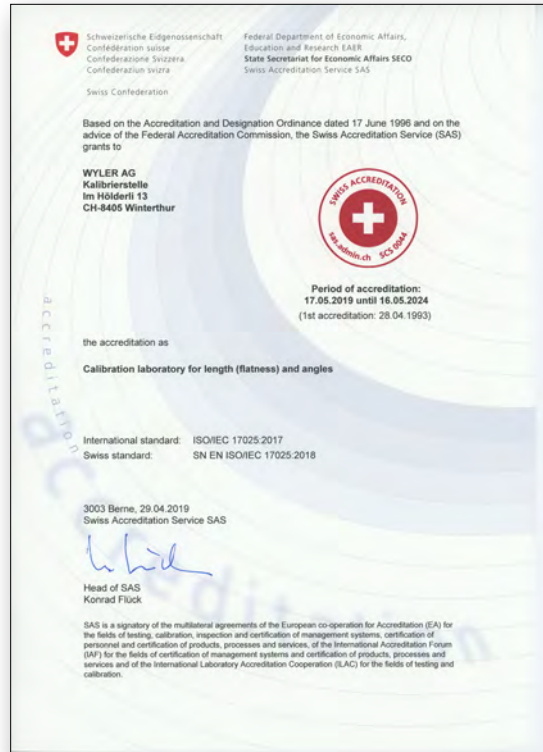 Schweizerische Eidgenossenschaft
Confédération suisse
Confederazione Svizzera
Confederaziun svizra
Swiss Confederation
Federal Department of Economic Affairs,
Education and Research EAER
State Secretariat for Economic Affairs SECO
Swiss Accreditation Service SAS
Based on the Accreditation and Designation Ordinance dated 17 June 1996 and on the
advice of the Federal Accreditation Commission, the Swiss Accreditation Service (SAS)
grants to
WYLER AG
Kalibrierstelle
Im Hölderli 13
CH-8405 Winterthur
SWISS ACCREDITATION
sas.admin.ch SCS 0044
Period of accreditation:
17.05.2019 until 16.05.2024
(1st accreditation: 28.04.1993)
the accreditation as
Calibration laboratory for length (flatness) and angles
International standard: ISO/IEC 17025:2017
Swiss standard: SN EN ISO/IEC 17025:2018
3003 Berne, 29.04.2019
Swiss Accreditation Service SAS
Head of SAS
Konrad Flück
SAS is a signatory of the multilateral agreements of the European co-operation for Accreditation (EA) for
the fields of testing, calibration, inspection and certification of management systems, certification of
personnel and certification of products, processes and services, of the International Accreditation Forum
(IAF) for the fields of certification of management systems and certification of products, processes and
services and of the International Laboratory Accreditation Cooperation (ILAC) for the fields of testing and
calibration.
accreditation
accreditation